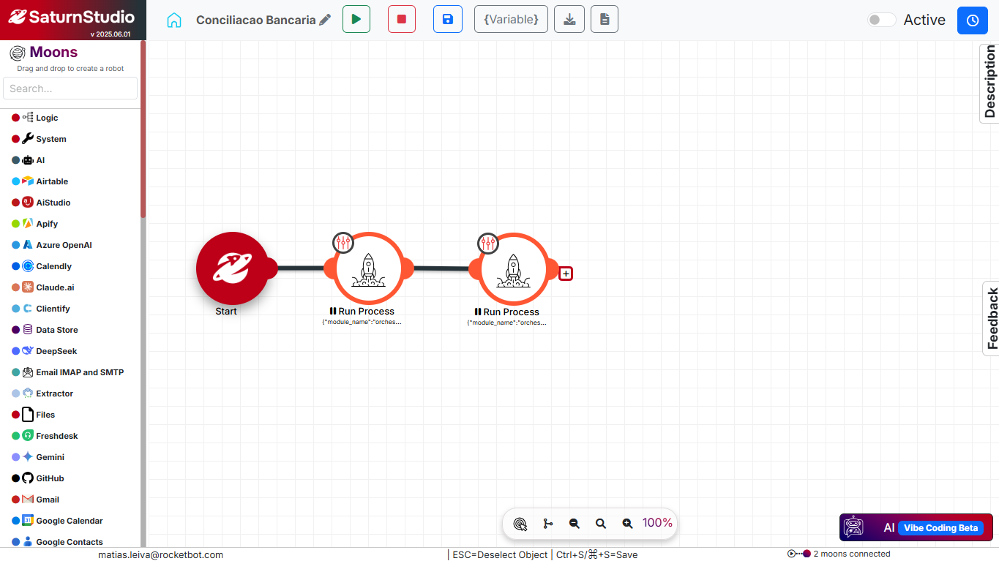 SaturnStudio
v 2025.06.01
Conciliacao Bancaria
{Variable}
Active
Moons
Drag and drop to create a robot
Search...
Logic
System
AI
Airtable
AiStudio
Apify
Azure OpenAI
Calendly
Claude.ai
Clientify
Data Store
DeepSeek
Email IMAP and SMTP
Extractor
Files
Freshdesk
Gemini
GitHub
Gmail
Google Calendar
Google Contacts
Start
Run Process
{"module_name":"orches...
Run Process
{"module_name":"orches...
Description
Feedback
100%
AI Vibe Coding Beta
matias.leiva@rocketbot.com
| ESC=Deselect Object | Ctrl+S/⌘+S=Save
2 moons connected